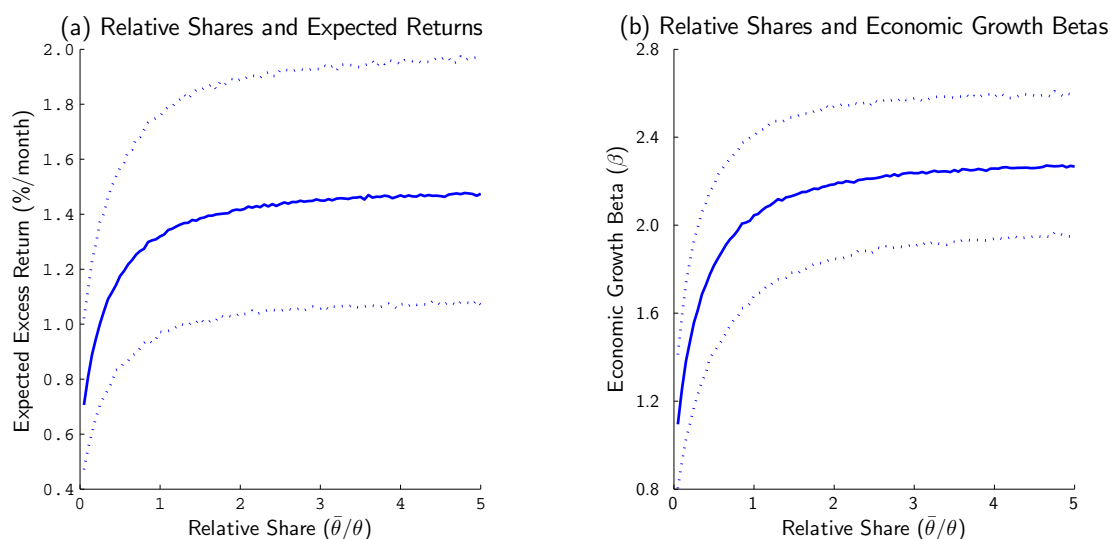 (a) Relative Shares and Expected Returns
Expected Excess Return (%/month)
2.0
1.8
1.6
1.4
1.2
1.0
0.8
0.6
0.4
0 1 2 3 4 5
Relative Share (θ̄/θ)
(b) Relative Shares and Economic Growth Betas
Economic Growth Beta (β)
2.8
2.4
2.0
1.6
1.2
0.8
0 1 2 3 4 5
Relative Share (θ̄/θ)